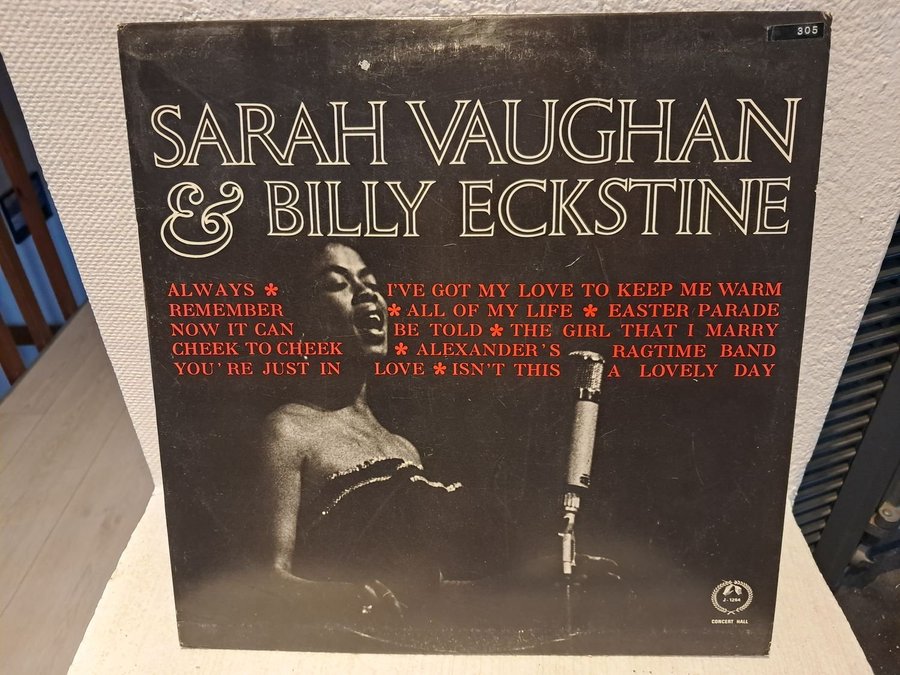 305
SARAH VAUGHAN
& BILLY ECKSTINE
ALWAYS * I'VE GOT MY LOVE TO KEEP ME WARM
REMEMBER * ALL OF MY LIFE * EASTER PARADE
NOW IT CAN BE TOLD * THE GIRL THAT I MARRY
CHEEK TO CHEEK * ALEXANDER'S RAGTIME BAND
YOU'RE JUST IN LOVE * ISN'T THIS A LOVELY DAY
J-1264
CONCERT HALL